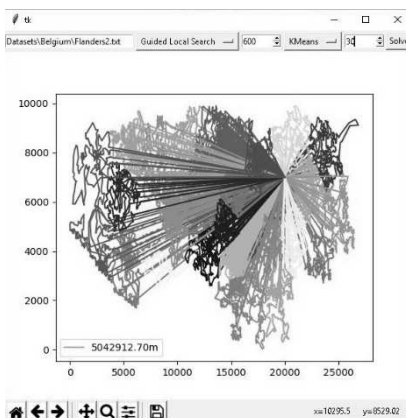 tk
Datasets\Belgium\Flanders2.txt Guided Local Search 600 KMeans 30 Solve
10000
8000
6000
4000
2000
0
5042912.70m
0 5000 10000 15000 20000 25000
x=10295.5 y=8529.02